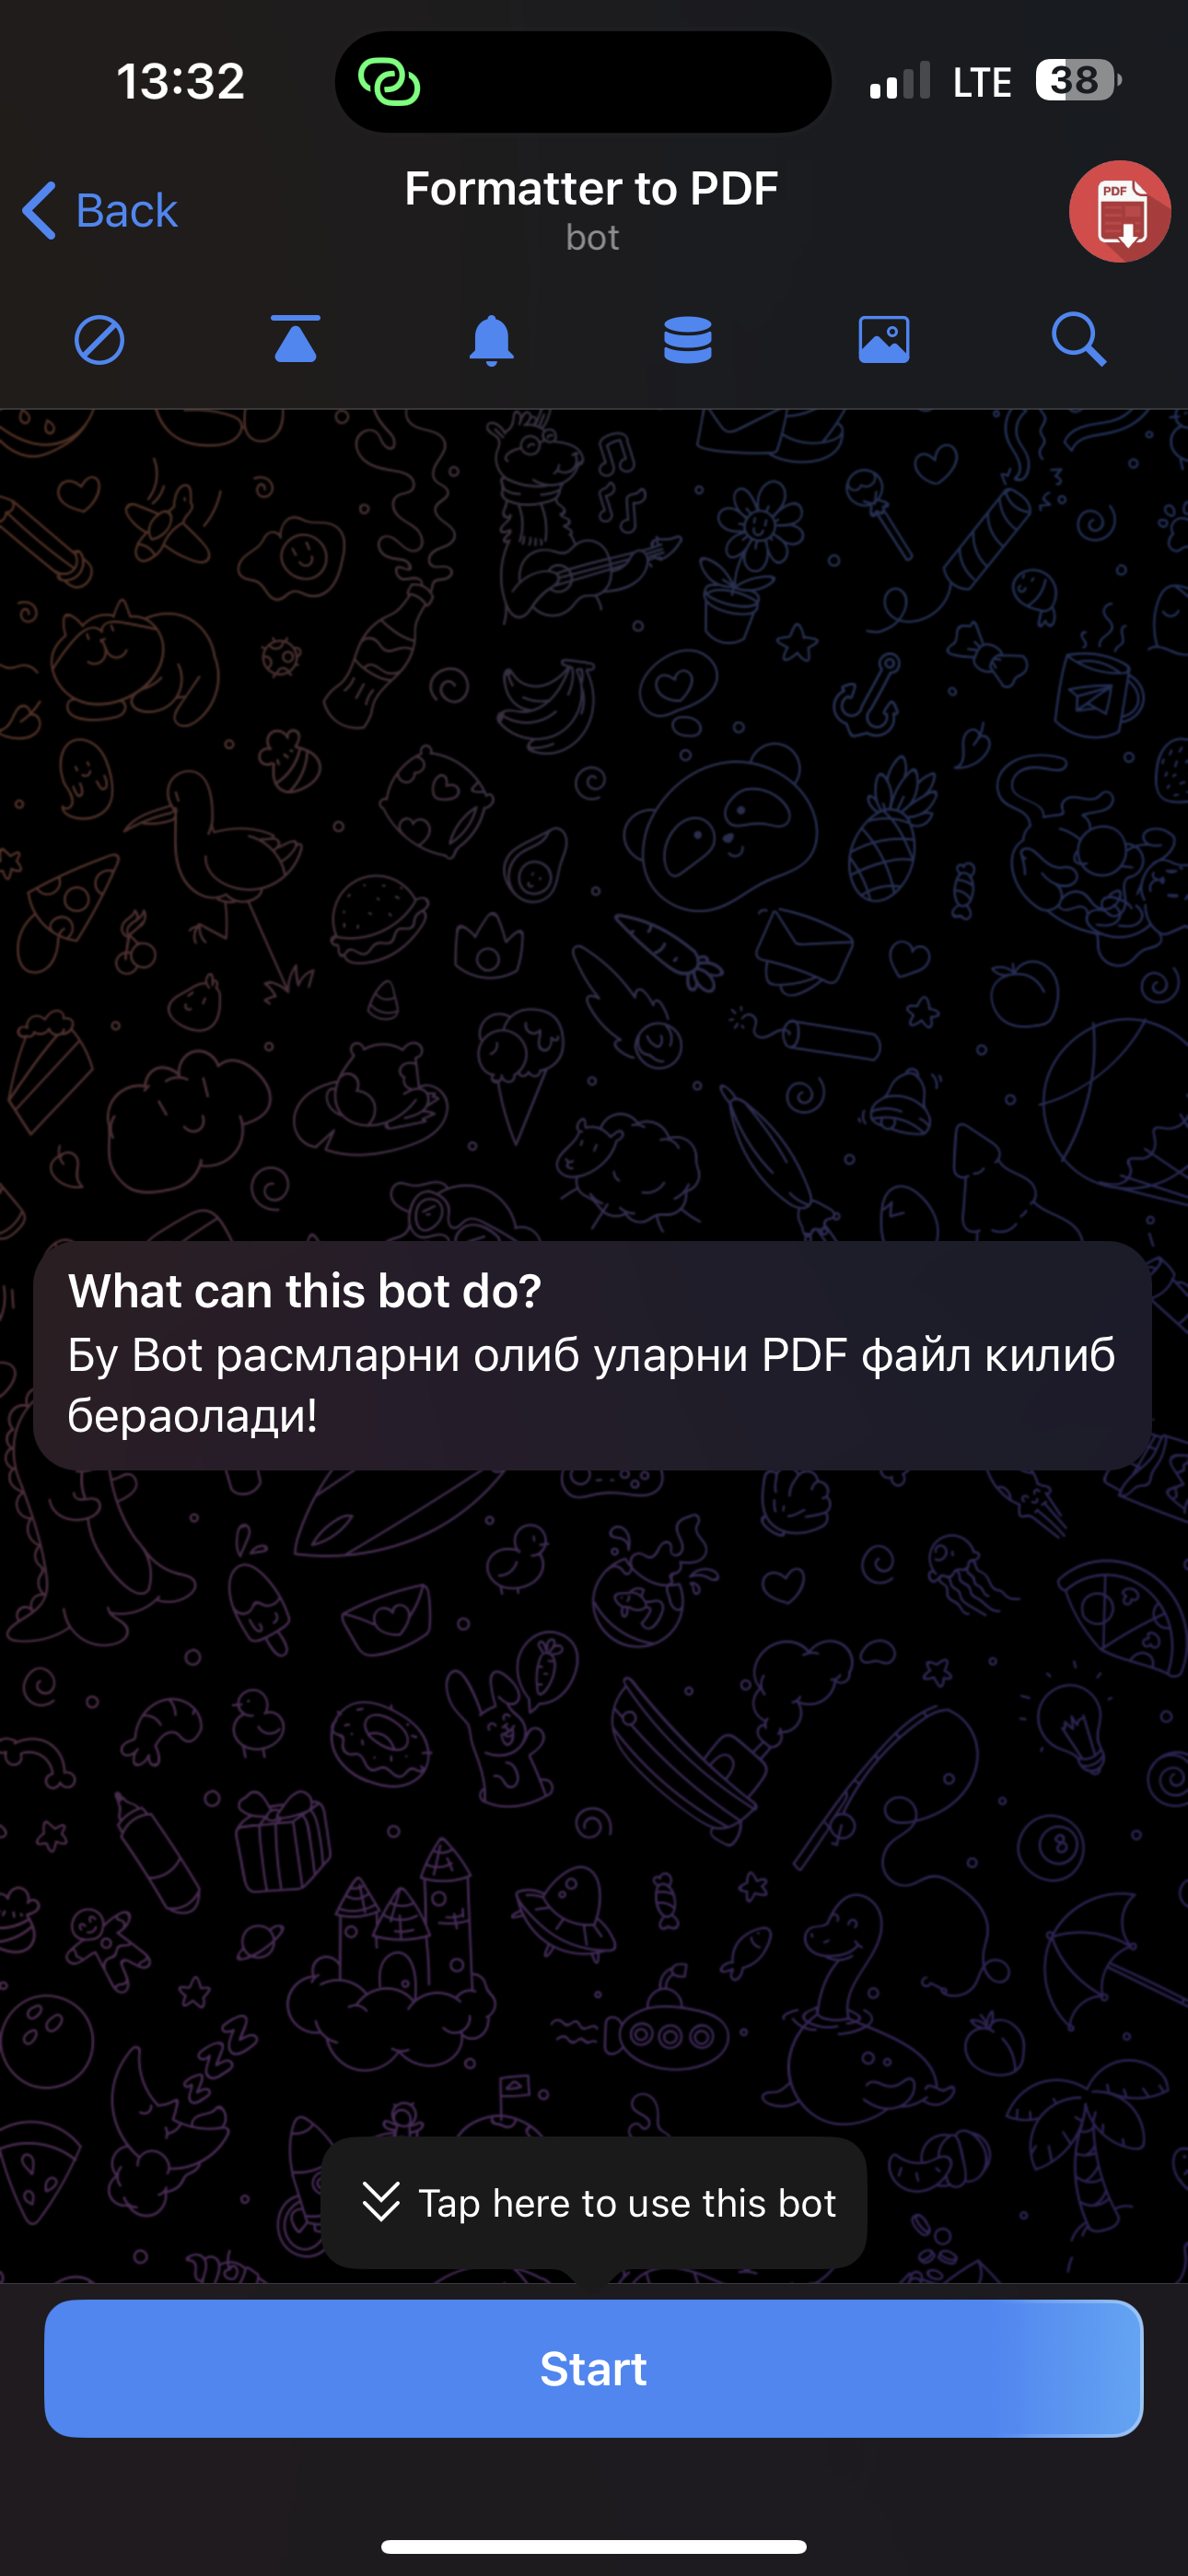 13:32
LTE
38
Back
Formatter to PDF
bot
PDF
What can this bot do?
Бу Bot расмларни олиб уларни PDF файл килиб
бераолади!
Tap here to use this bot
Start